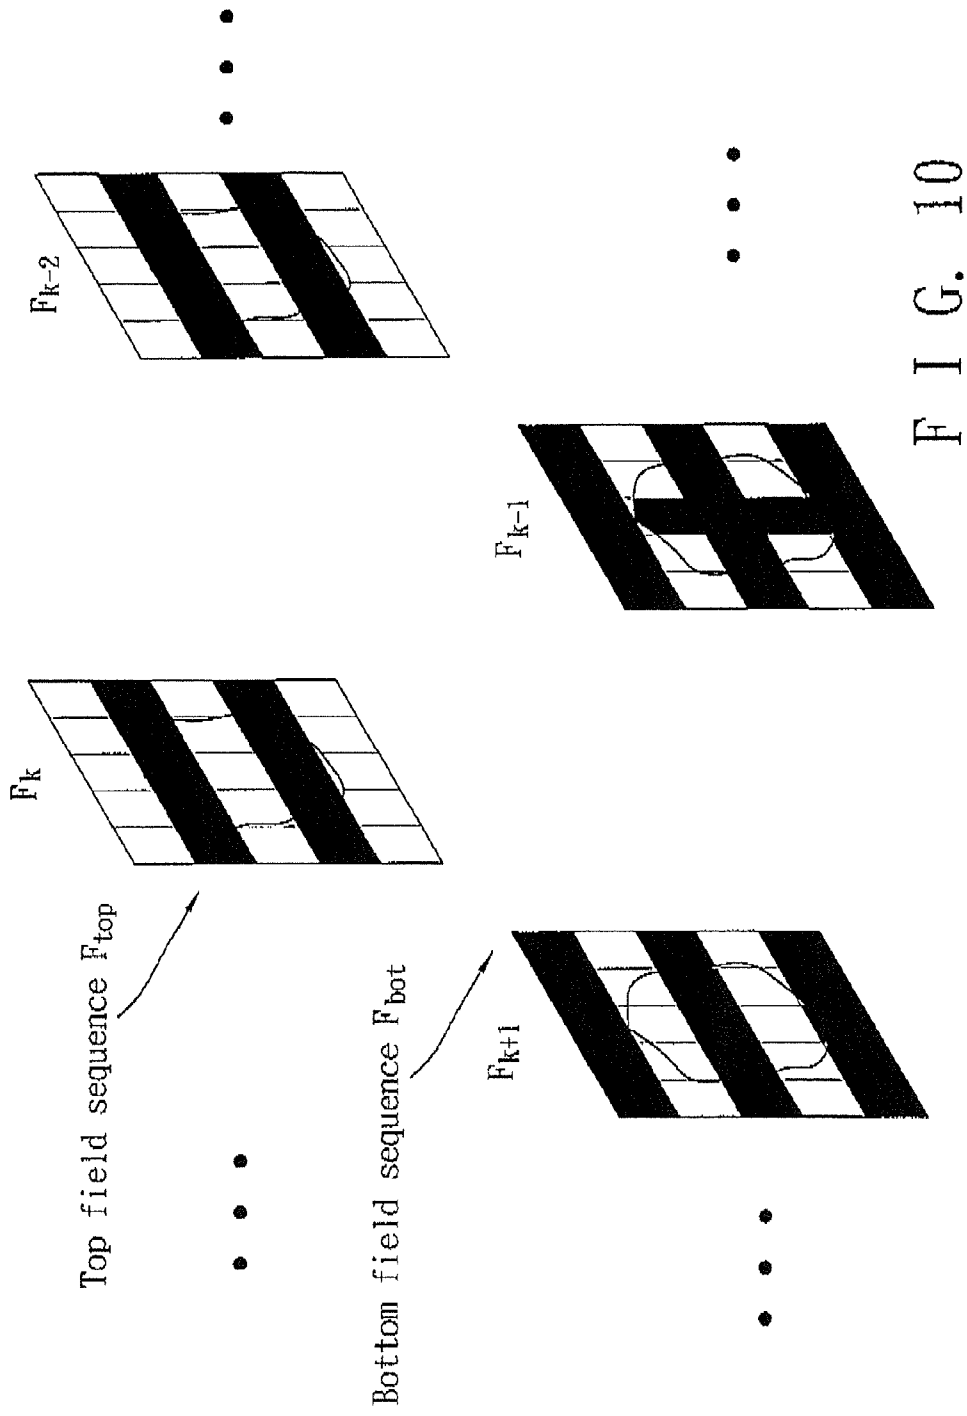 Top field sequence F_top
F_k
F_k-2
Bottom field sequence F_bot
F_k+1
F_k-1
F I G. 10